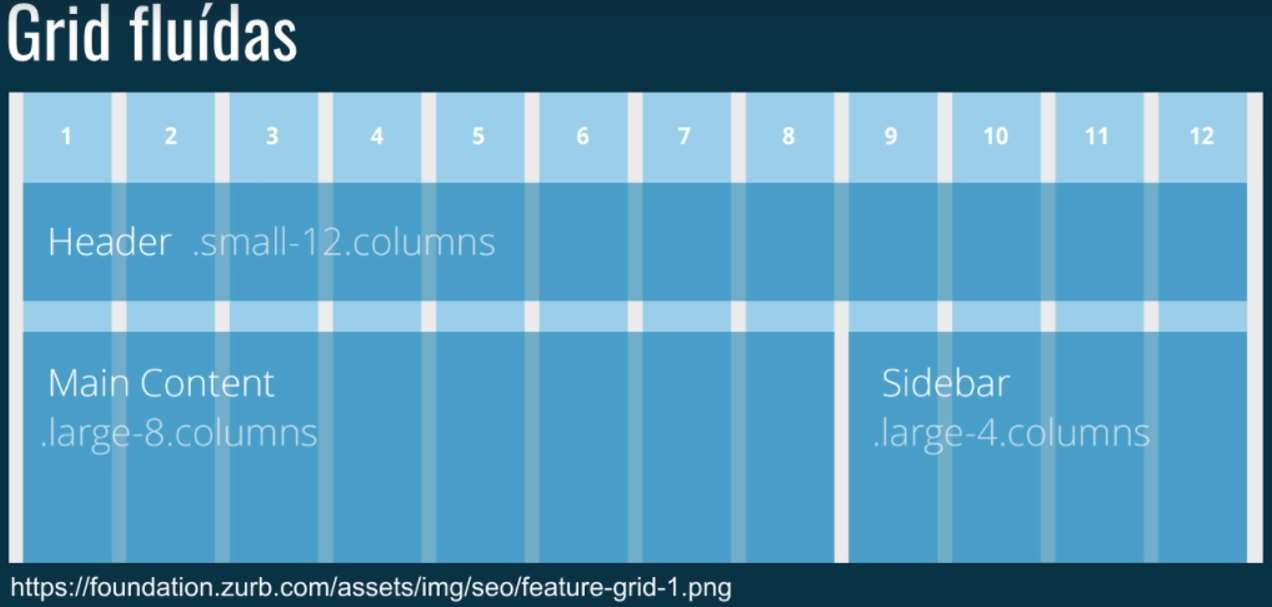 Grid fluídas
1 2 3 4 5 6 7 8 9 10 11 12
Header .small-12.columns
Main Content
.large-8.columns
Sidebar
.large-4.columns
https://foundation.zurb.com/assets/img/seo/feature-grid-1.png